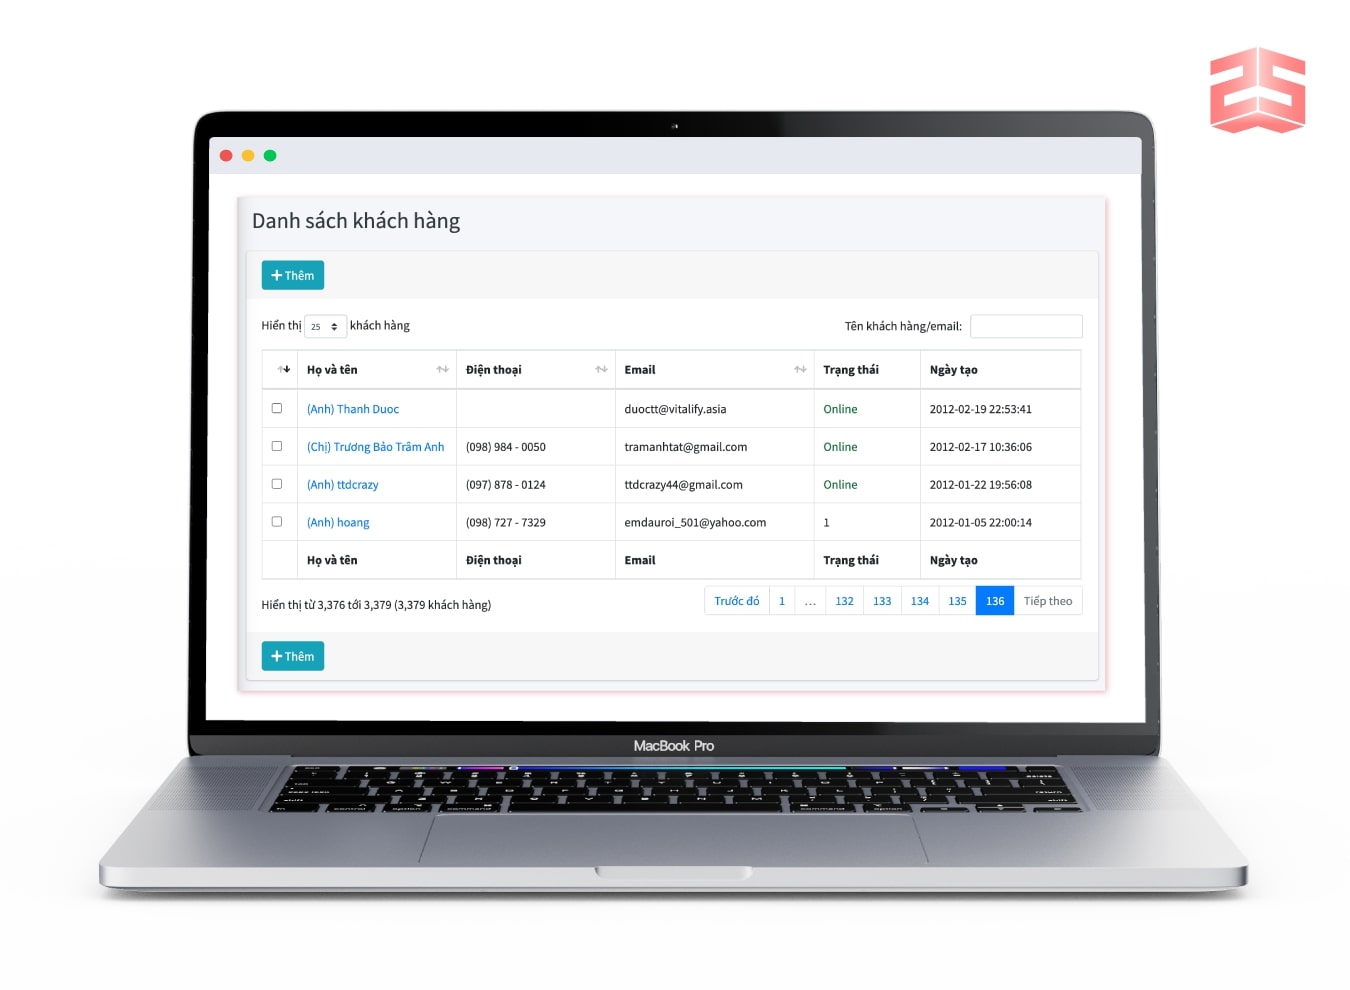 Danh sách khách hàng
Thêm
Hiển thị 25 khách hàng Tên khách hàng/email:
Họ và tên Điện thoại Email Trạng thái Ngày tạo
(Anh) Thanh Duoc duoctt@vitalify.asia Online 2012-02-19 22:53:41
(Chị) Trương Bảo Trâm Anh (098) 984 - 0050 tramanhtat@gmail.com Online 2012-02-17 10:36:06
(Anh) ttdcrazy (097) 878 - 0124 ttdcrazy44@gmail.com Online 2012-01-22 19:56:08
(Anh) hoang (098) 727 - 7329 emdauroi_501@yahoo.com 1 2012-01-05 22:00:14
Họ và tên Điện thoại Email Trạng thái Ngày tạo
Hiển thị từ 3,376 tới 3,379 (3,379 khách hàng) Trước đó 1 ... 132 133 134 135 136 Tiếp theo
Thêm
MacBook Pro